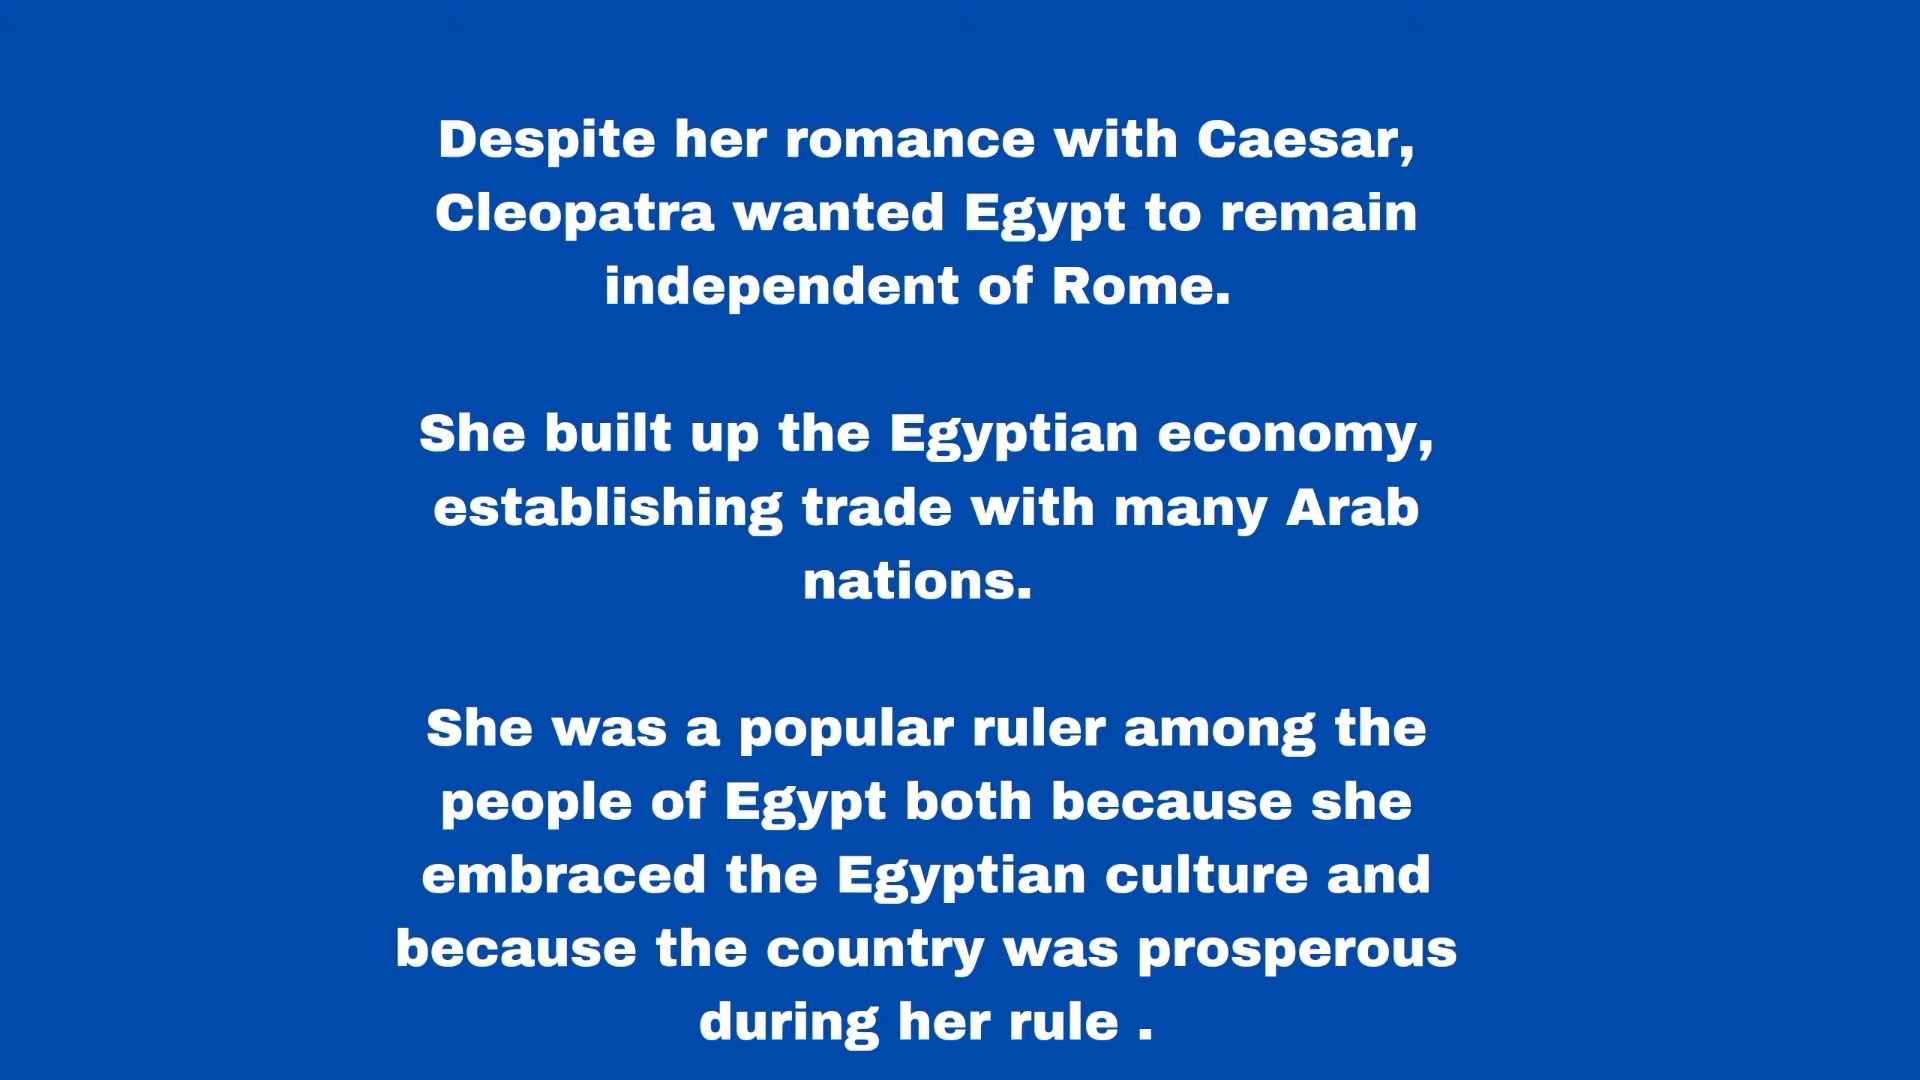 Despite her romance with Caesar,
Cleopatra wanted Egypt to remain
independent of Rome.
She built up the Egyptian economy,
establishing trade with many Arab
nations.
She was a popular ruler among the
people of Egypt both because she
embraced the Egyptian culture and
because the country was prosperous
during her rule .